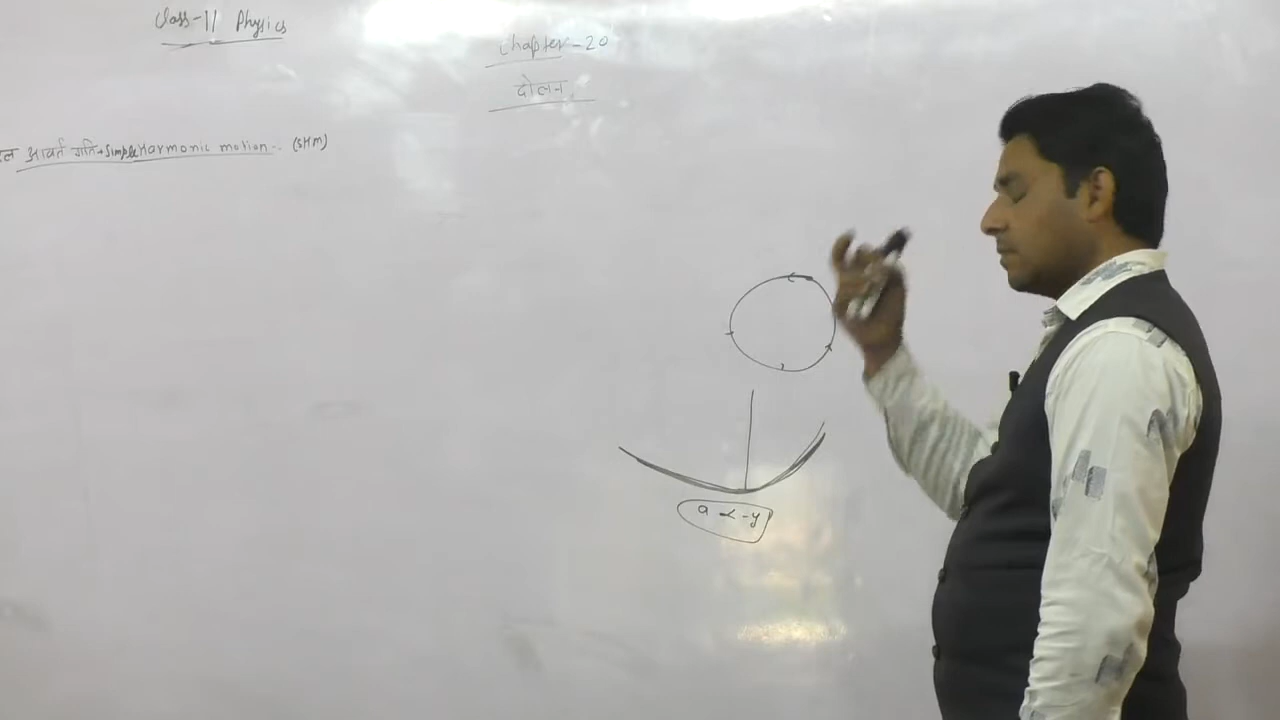 Class-11 Physics
Chapter-20
दोलन
आवर्त गति→Simple Harmonic motion:- (SHM)
a ∝ -y